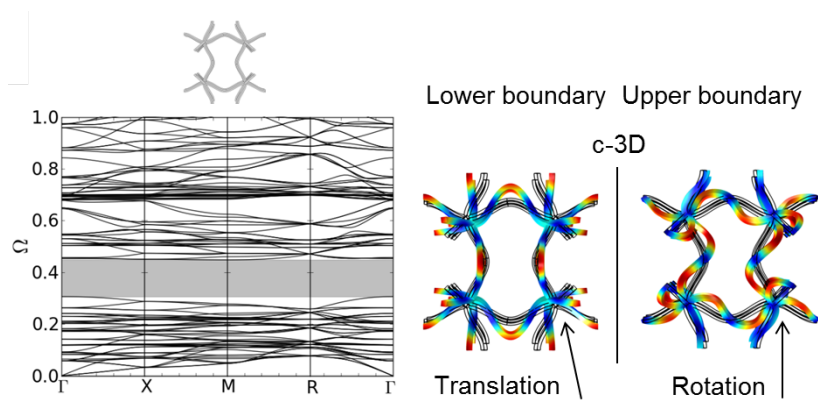 Lower boundary
Upper boundary
c-3D
1.0
0.8
0.6
0.4
0.2
0.0
Ω
Γ
X
M
R
Γ
Translation
Rotation